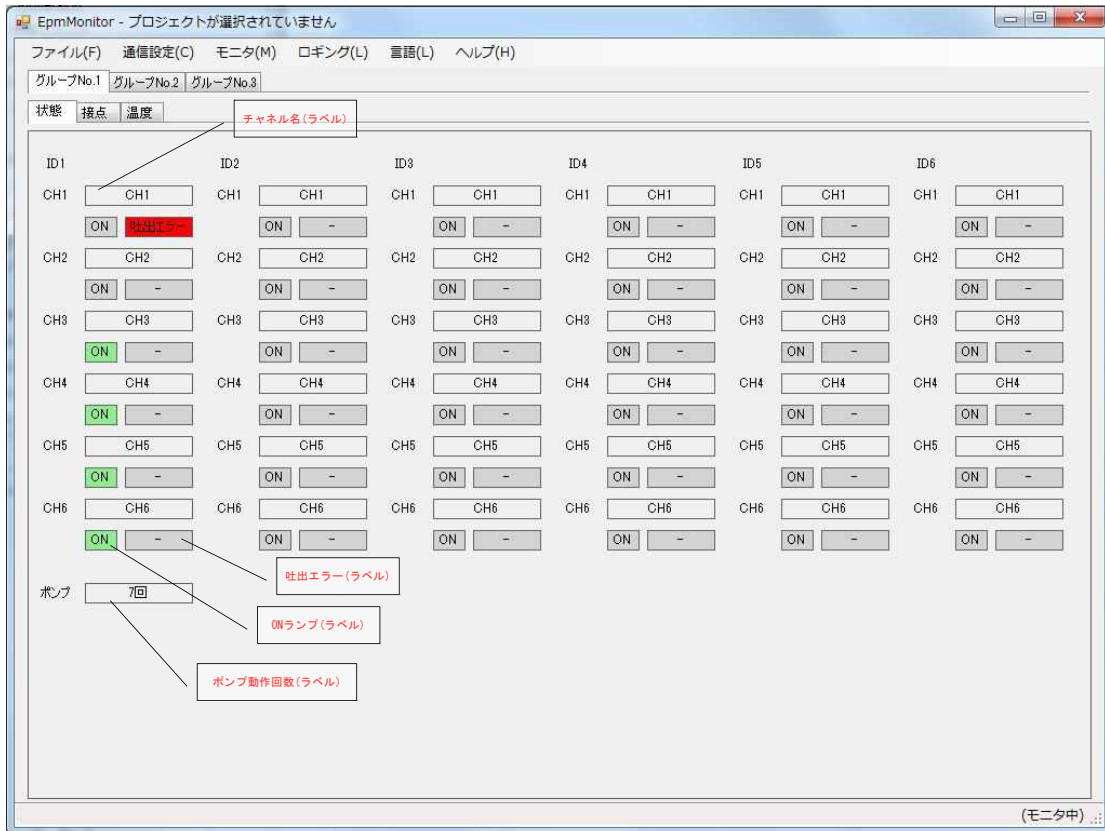 EpmMonitor - プロジェクトが選択されていません
ファイル(F) 通信設定(C) モニタ(M) ロギング(L) 言語(L) ヘルプ(H)
グループNo.1 グループNo.2 グループNo.3
状態 接点 温度
チャネル名(ラベル)
ID1 ID2 ID3 ID4 ID5 ID6
CH1 CH1 CH1 CH1 CH1 CH1 CH1 CH1 CH1 CH1 CH1 CH1
ON 吐出エラー ON - ON - ON - ON - ON -
CH2 CH2 CH2 CH2 CH2 CH2 CH2 CH2 CH2 CH2 CH2 CH2
ON - ON - ON - ON - ON - ON -
CH3 CH3 CH3 CH3 CH3 CH3 CH3 CH3 CH3 CH3 CH3 CH3
ON - ON - ON - ON - ON - ON -
CH4 CH4 CH4 CH4 CH4 CH4 CH4 CH4 CH4 CH4 CH4 CH4
ON - ON - ON - ON - ON - ON -
CH5 CH5 CH5 CH5 CH5 CH5 CH5 CH5 CH5 CH5 CH5 CH5
ON - ON - ON - ON - ON - ON -
CH6 CH6 CH6 CH6 CH6 CH6 CH6 CH6 CH6 CH6 CH6 CH6
ON - ON - ON - ON - ON - ON -
吐出エラー(ラベル)
ポンプ 7回
ONランプ(ラベル)
ポンプ動作回数(ラベル)
(モニタ中)